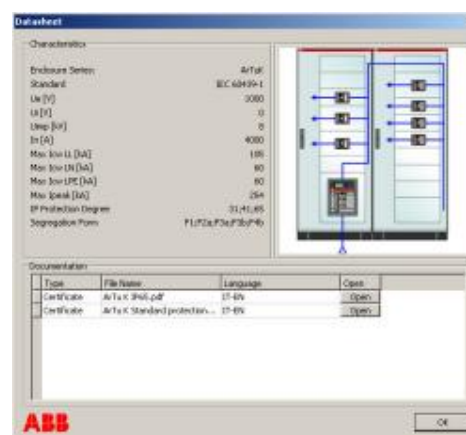 Datasheet
Characteristics
Enclosure Series: ArTuK
Standard IEC 60439-1
Ue [V] 1000
Ui [V] 0
Uimp [kV] 8
In [A] 4000
Max Icw LL [kA] 105
Max Icw LN [kA] 60
Max Icw LPE [kA] 60
Max Ipeak [kA] 254
IP Protection Degree 31;41;65
Segregation Form F1;F2a;F3a;F3b;F4b
Documentation
Type File Name Language Open
Certificate ArTu K IP65.pdf IT-EN Open
Certificate ArTu K Standard protection... IT-EN Open
ABB
OK